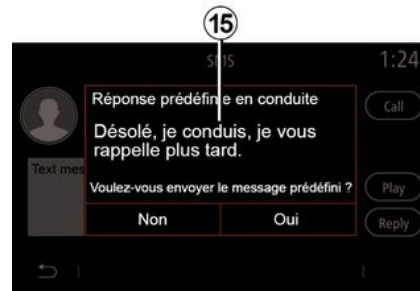 15
SMS 1:24
Réponse prédéfinie en conduite
Call
Désolé, je conduis, je vous
rappelle plus tard.
Text mes
Voulez-vous envoyer le message prédéfini ?
Play
Non Oui
Reply